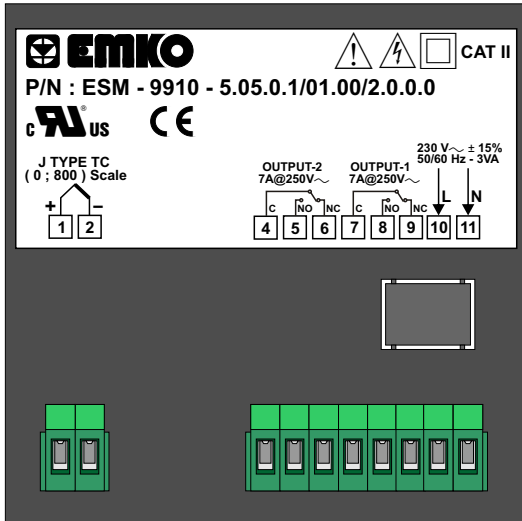 EMKO
CAT II
P/N : ESM - 9910 - 5.05.0.1/01.00/2.0.0.0
c RU ® US CE
J TYPE TC
( 0 ; 800 ) Scale
+ –
1 2
OUTPUT-2
7A@250V～
C NO NC
4 5 6
OUTPUT-1
7A@250V～
C NO NC
7 8 9
230 V～ ± 15%
50/60 Hz - 3VA
L N
10 11